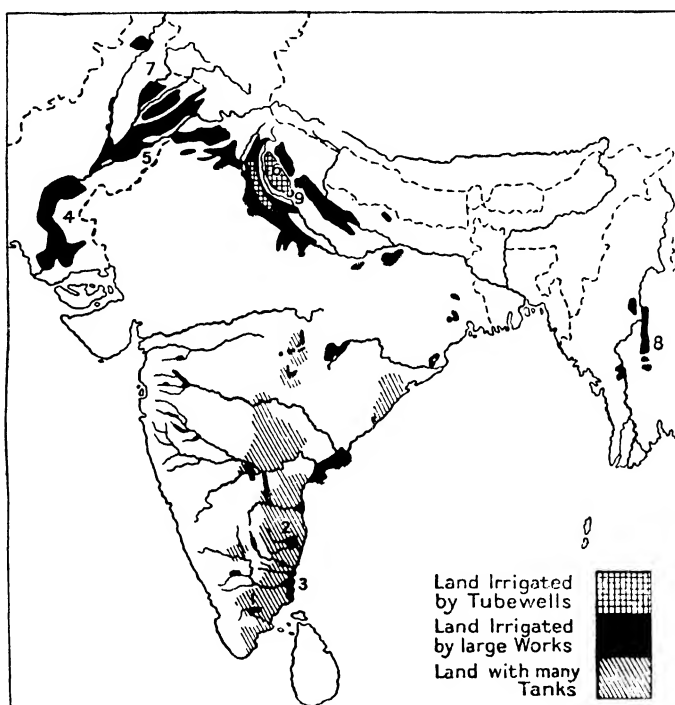 7
5
4
9
8
2
3
Land Irrigated
by Tubewells
Land Irrigated
by large Works
Land with many
Tanks